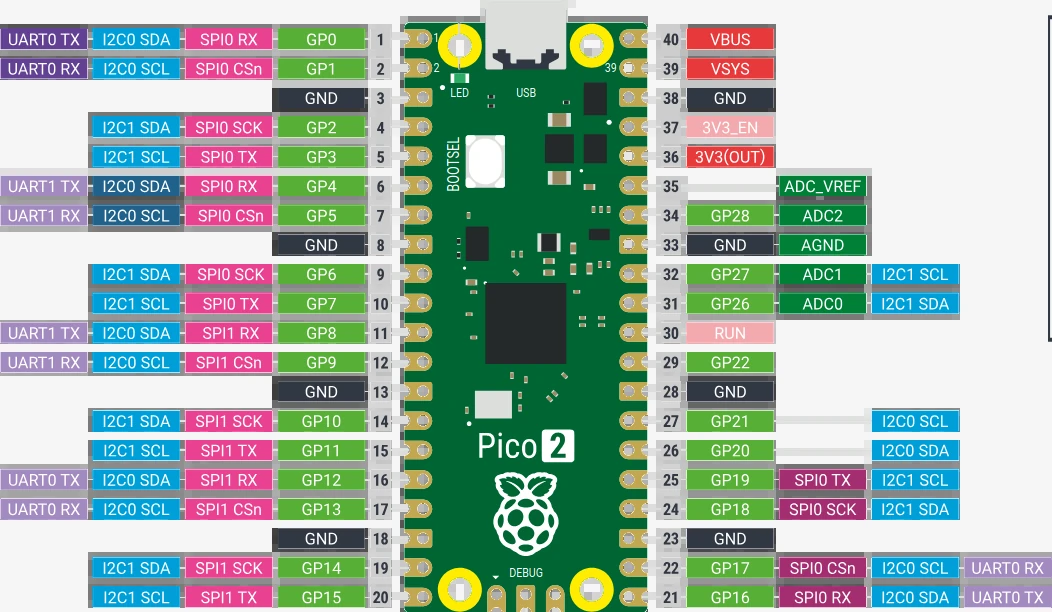 UART0 TX I2C0 SDA SPI0 RX GP0 1 1 40 VBUS
UART0 RX I2C0 SCL SPI0 CSn GP1 2 2 39 39 VSYS
GND 3 LED USB 38 GND
I2C1 SDA SPI0 SCK GP2 4 37 3V3_EN
I2C1 SCL SPI0 TX GP3 5 BOOTSEL 36 3V3(OUT)
UART1 TX I2C0 SDA SPI0 RX GP4 6 35 ADC_VREF
UART1 RX I2C0 SCL SPI0 CSn GP5 7 34 GP28 ADC2
GND 8 33 GND AGND
I2C1 SDA SPI0 SCK GP6 9 32 GP27 ADC1 I2C1 SCL
I2C1 SCL SPI0 TX GP7 10 31 GP26 ADC0 I2C1 SDA
UART1 TX I2C0 SDA SPI1 RX GP8 11 30 RUN
UART1 RX I2C0 SCL SPI1 CSn GP9 12 29 GP22
GND 13 28 GND
I2C1 SDA SPI1 SCK GP10 14 27 GP21 I2C0 SCL
I2C1 SCL SPI1 TX GP11 15 Pico 2 26 GP20 I2C0 SDA
UART0 TX I2C0 SDA SPI1 RX GP12 16 25 GP19 SPI0 TX I2C1 SCL
UART0 RX I2C0 SCL SPI1 CSn GP13 17 24 GP18 SPI0 SCK I2C1 SDA
GND 18 23 GND
I2C1 SDA SPI1 SCK GP14 19 DEBUG 22 GP17 SPI0 CSn I2C0 SCL UART0 RX
I2C1 SCL SPI1 TX GP15 20 21 GP16 SPI0 RX I2C0 SDA UART0 TX